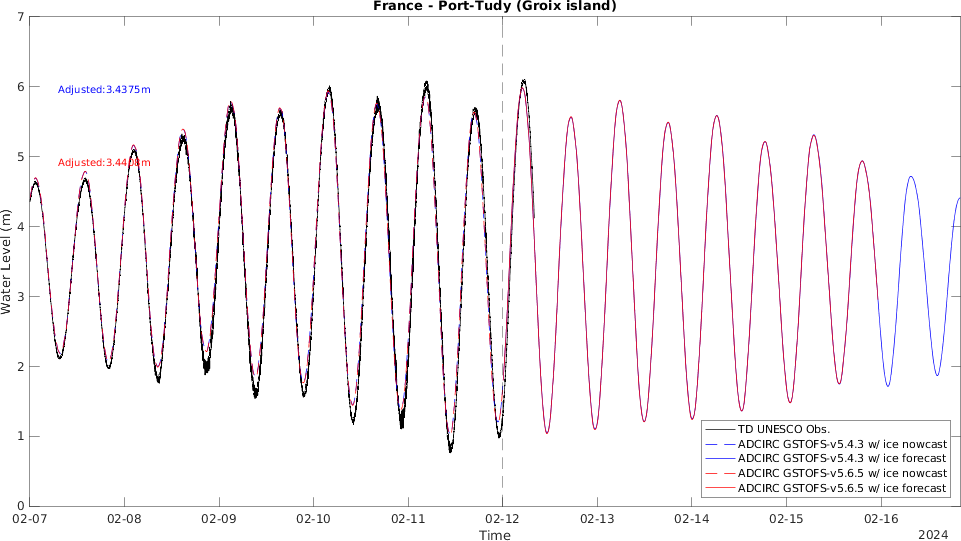 France - Port-Tudy (Groix island)
7
6
5
4
3
2
1
0
Water Level (m)
Adjusted:3.4375m
Adjusted:3.4408m
TD UNESCO Obs.
ADCIRC GSTOFS-v5.4.3 w/ ice nowcast
ADCIRC GSTOFS-v5.4.3 w/ ice forecast
ADCIRC GSTOFS-v5.6.5 w/ ice nowcast
ADCIRC GSTOFS-v5.6.5 w/ ice forecast
02-07 02-08 02-09 02-10 02-11 02-12 02-13 02-14 02-15 02-16
Time
2024